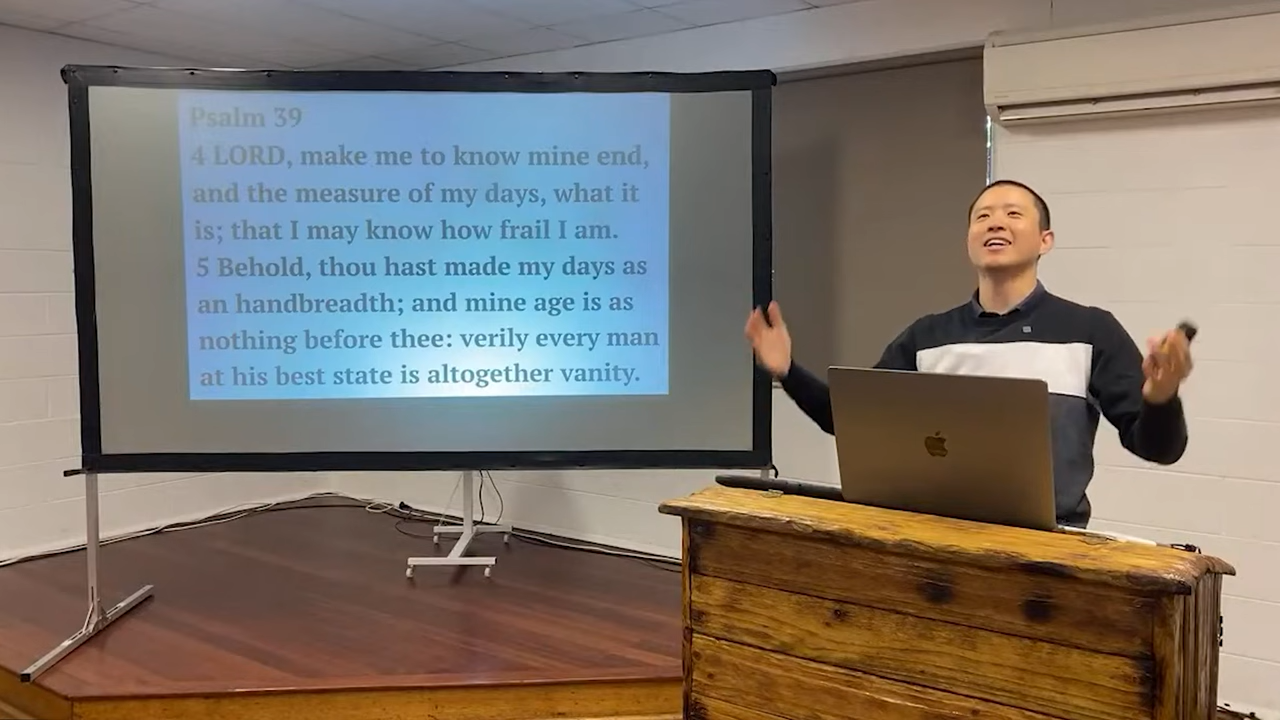 Psalm 39
4 LORD, make me to know mine end,
and the measure of my days, what it
is; that I may know how frail I am.
5 Behold, thou hast made my days as
an handbreadth; and mine age is as
nothing before thee: verily every man
at his best state is altogether vanity.